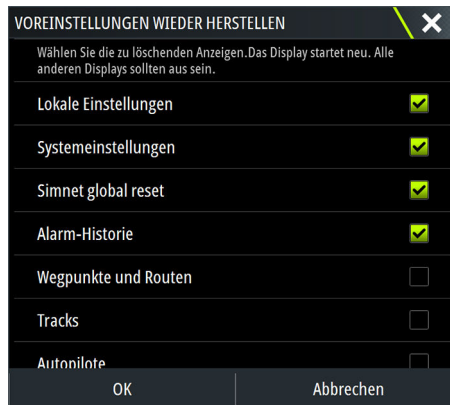 VOREINSTELLUNGEN WIEDER HERSTELLEN
Wählen Sie die zu löschenden Anzeigen.Das Display startet neu. Alle
anderen Displays sollten aus sein.
Lokale Einstellungen
Systemeinstellungen
Simnet global reset
Alarm-Historie
Wegpunkte und Routen
Tracks
Autopilote
OK
Abbrechen